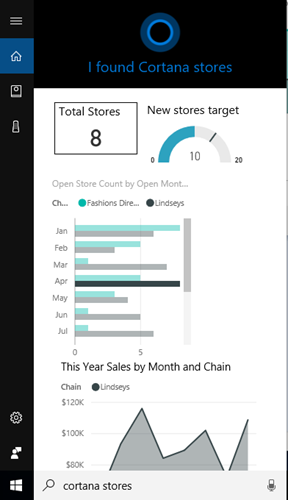 I found Cortana stores
Total Stores
8
New stores target
0
10
20
Open Store Count by Open Mont...
Ch... Fashions Dire... Lindseys
Jan
Feb
Mar
Apr
May
Jun
Jul
0
5
This Year Sales by Month and Chain
Chain Lindseys
$120K
$100K
$80K
cortana stores